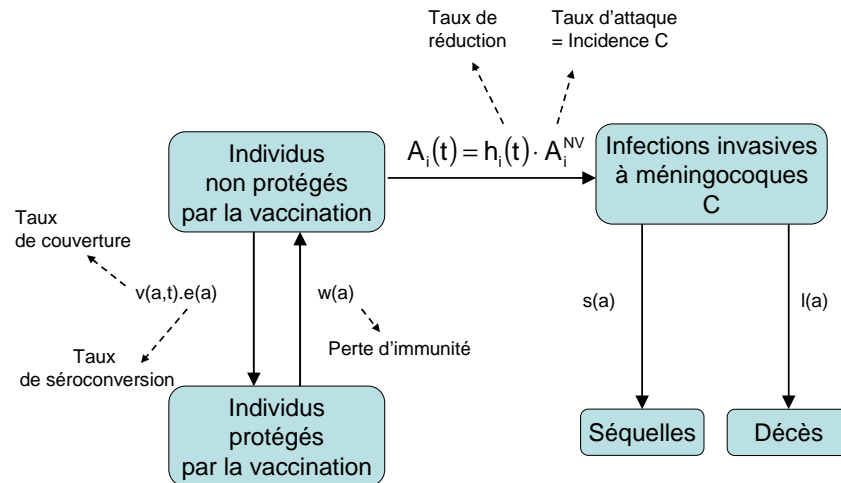 Taux de
réduction
Taux d'attaque
= Incidence C
Individus
non protégés
par la vaccination
A_i(t) = h_i(t) · A_i^NV
Infections invasives
à méningocoques
C
Taux
de couverture
v(a,t).e(a)
w(a)
s(a)
l(a)
Perte d'immunité
Taux
de séroconversion
Individus
protégés
par la vaccination
Séquelles
Décès